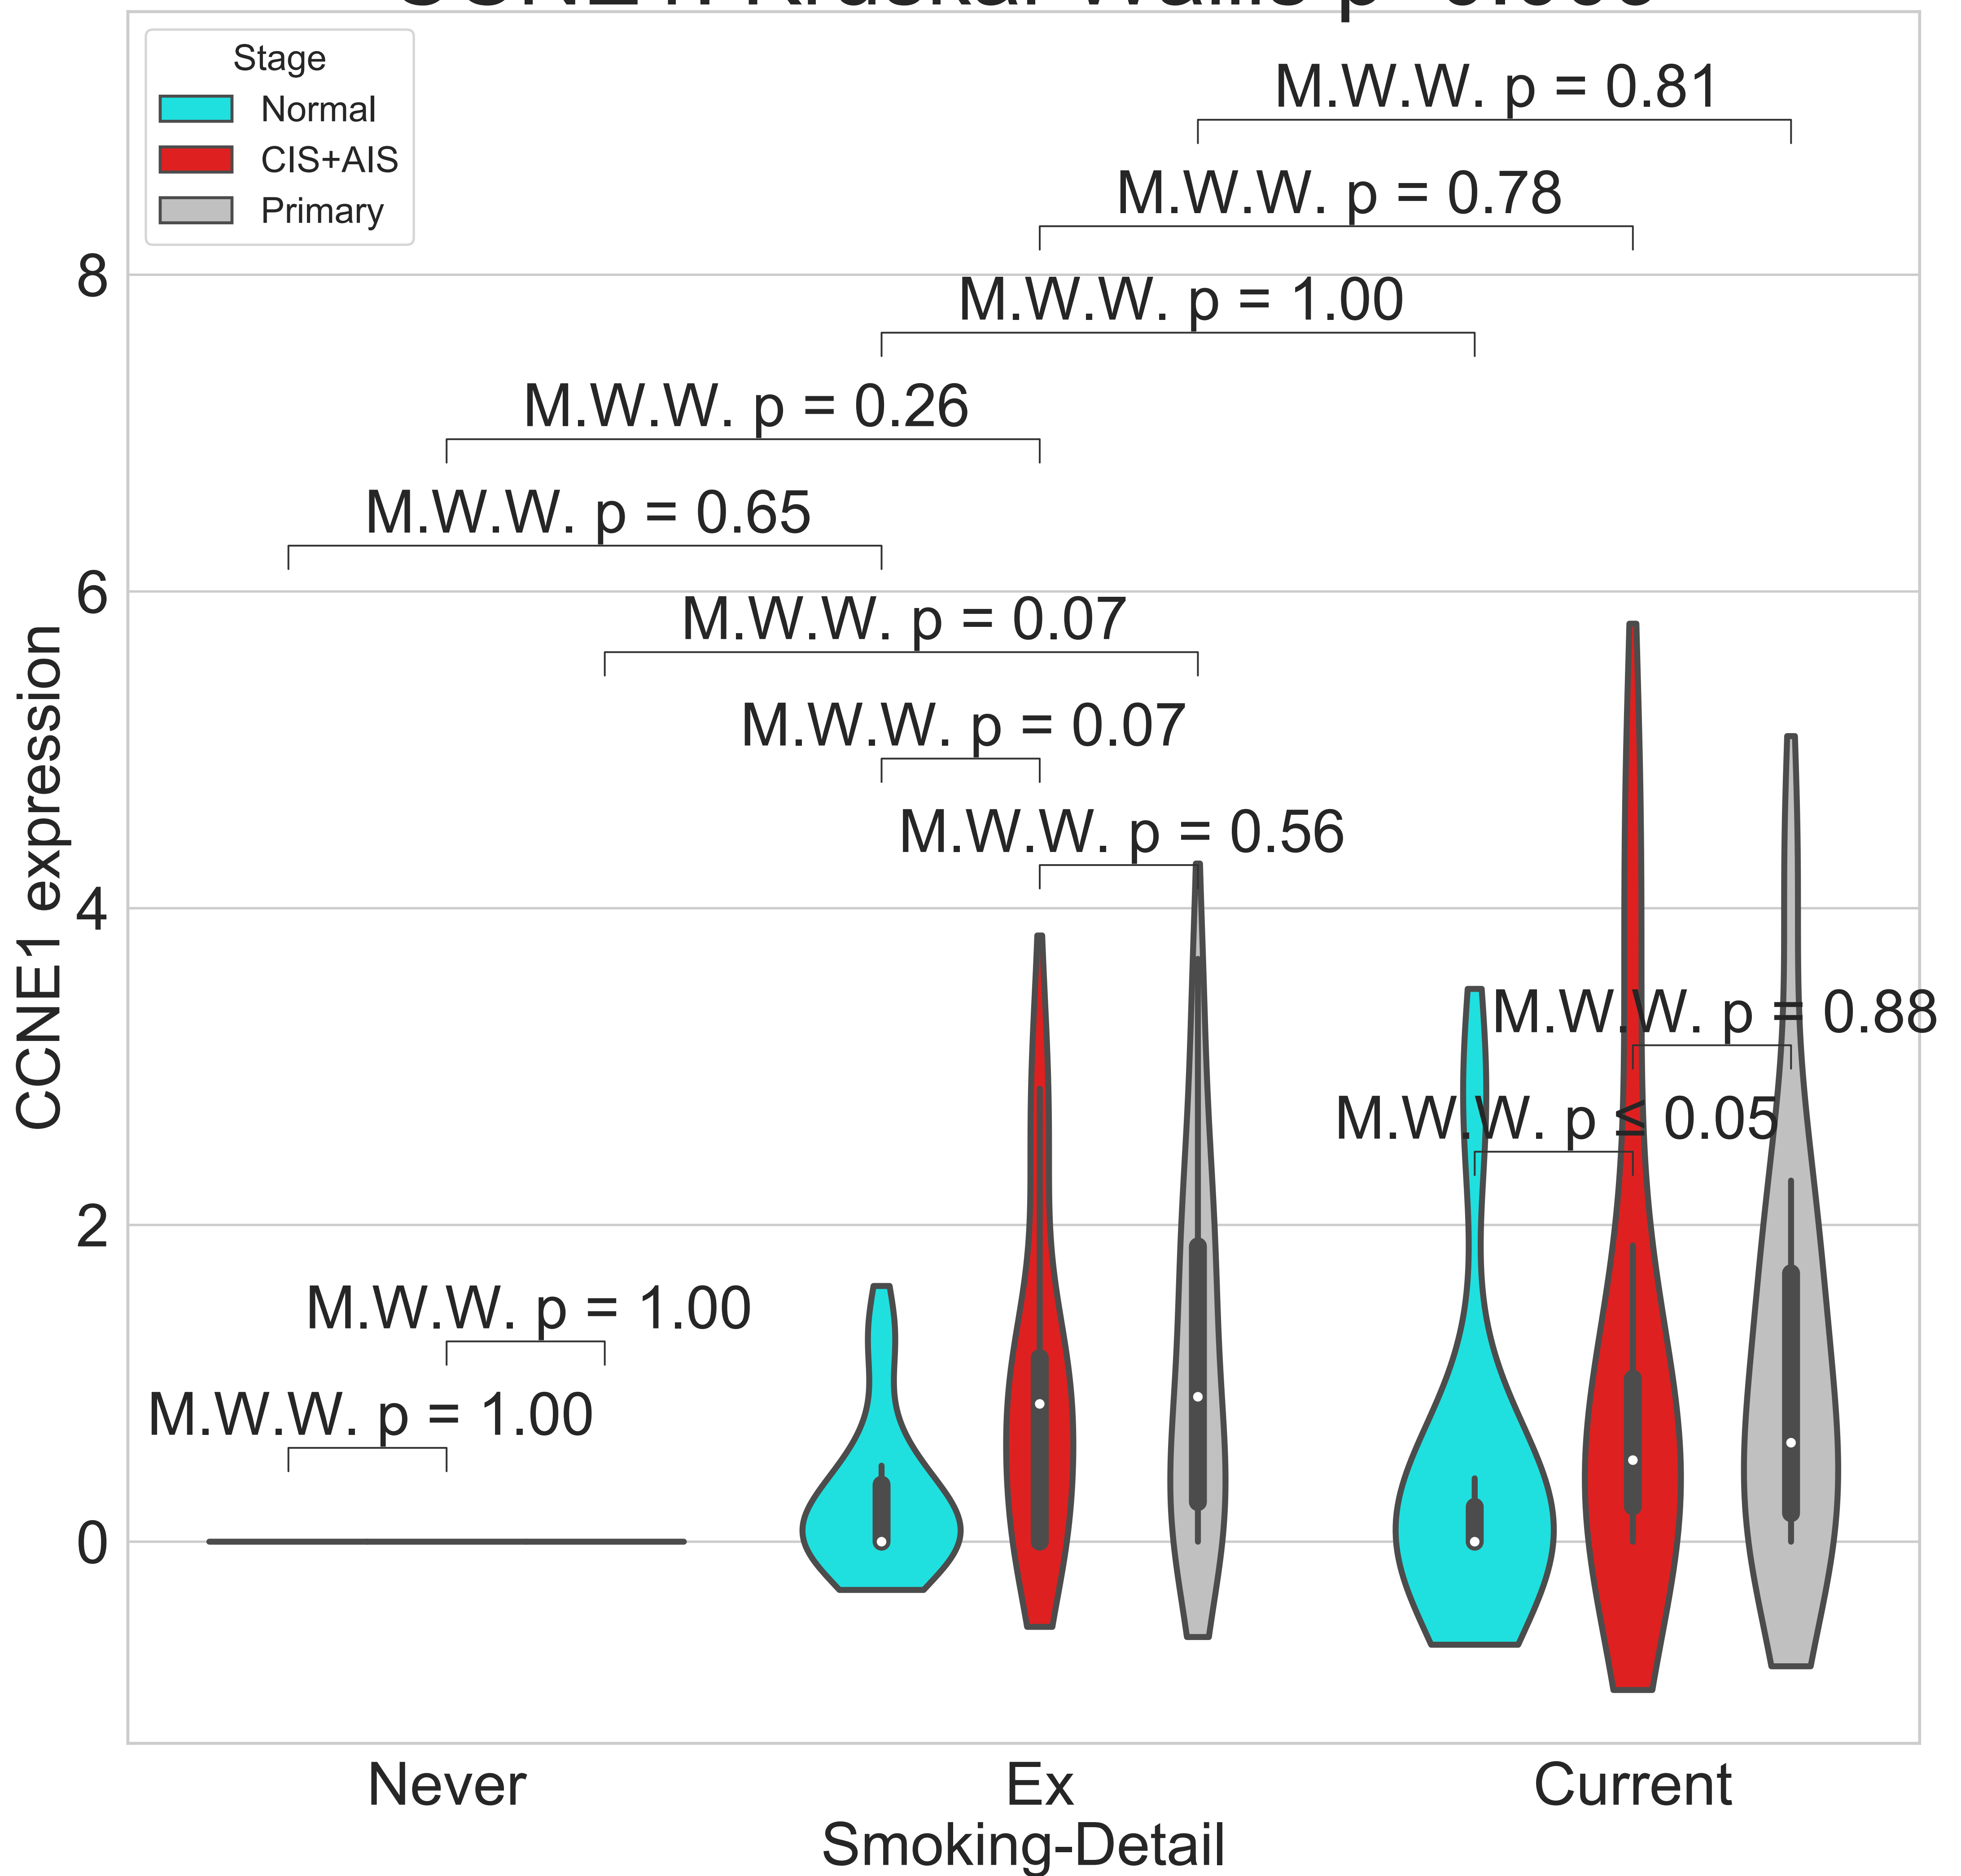 Stage
Normal
CIS+AIS
Primary
M.W.W. p = 0.81
M.W.W. p = 0.78
M.W.W. p = 1.00
M.W.W. p = 0.26
M.W.W. p = 0.65
M.W.W. p = 0.07
M.W.W. p = 0.07
M.W.W. p = 0.56
M.W.W. p = 0.88
M.W.W. p ≤ 0.05
M.W.W. p = 1.00
M.W.W. p = 1.00
8
6
4
2
0
CCNE1 expression
Never
Ex
Current
Smoking-Detail